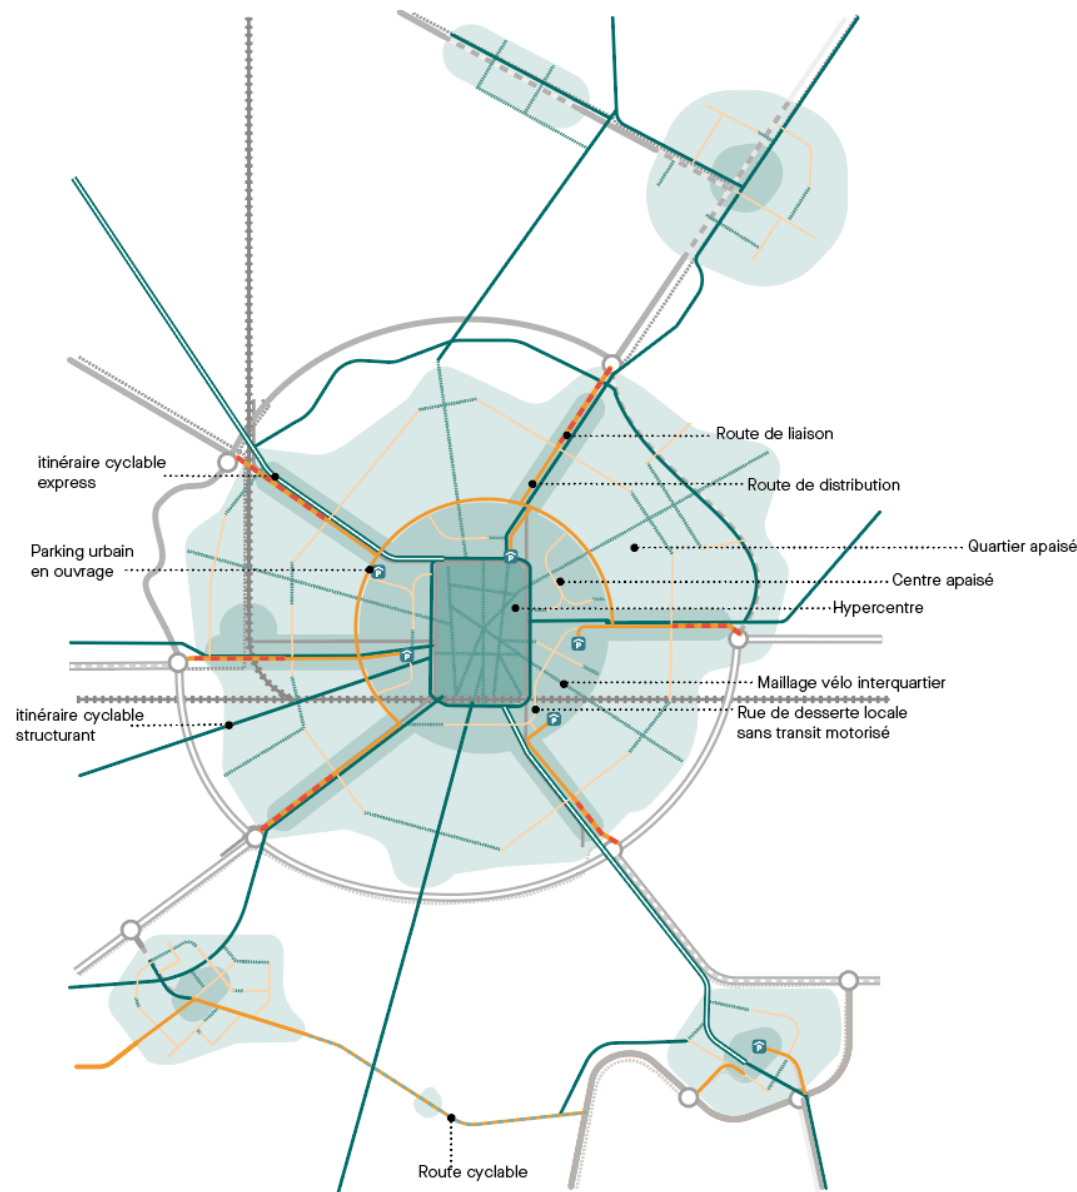 Route de liaison
itinéraire cyclable
express
Route de distribution
Parking urbain
en ouvrage
Quartier apaisé
Centre apaisé
Hypercentre
Maillage vélo interquartier
itinéraire cyclable
structurant
Rue de desserte locale
sans transit motorisé
Route cyclable
P
P
P
P
P
P